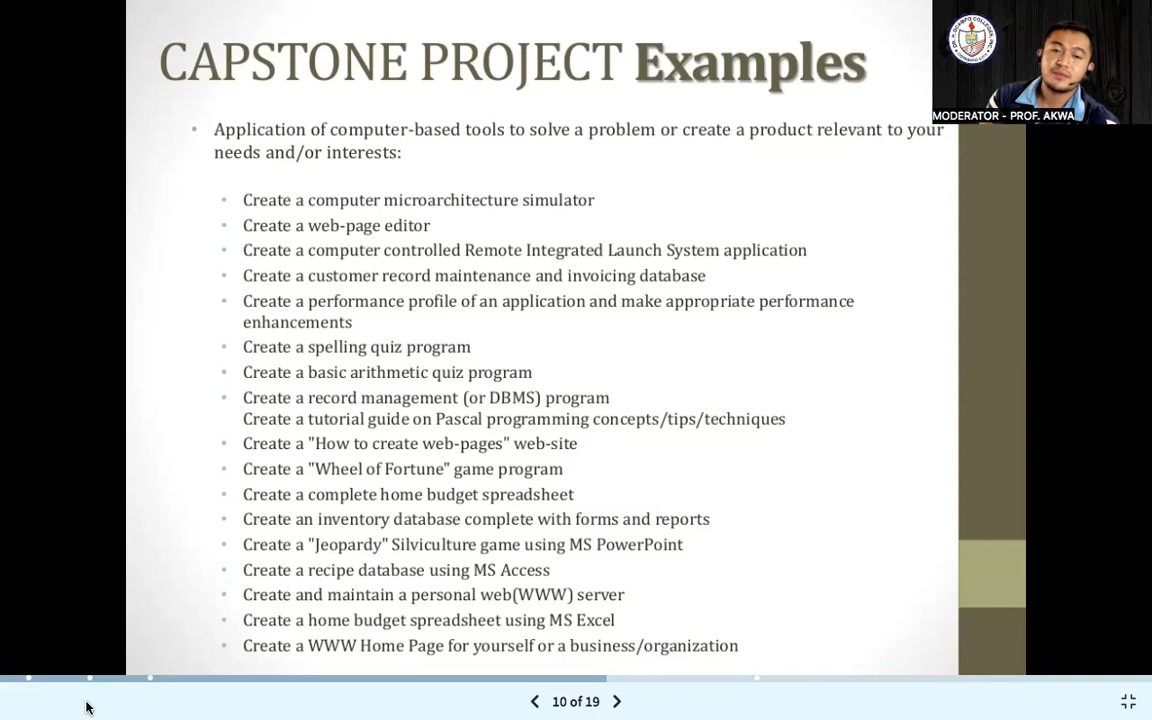 CAPSTONE PROJECT Examples
MODERATOR - PROF. AKWA
• Application of computer-based tools to solve a problem or create a product relevant to your
needs and/or interests:
• Create a computer microarchitecture simulator
• Create a web-page editor
• Create a computer controlled Remote Integrated Launch System application
• Create a customer record maintenance and invoicing database
• Create a performance profile of an application and make appropriate performance
enhancements
• Create a spelling quiz program
• Create a basic arithmetic quiz program
• Create a record management (or DBMS) program
Create a tutorial guide on Pascal programming concepts/tips/techniques
• Create a "How to create web-pages" web-site
• Create a "Wheel of Fortune" game program
• Create a complete home budget spreadsheet
• Create an inventory database complete with forms and reports
• Create a "Jeopardy" Silviculture game using MS PowerPoint
• Create a recipe database using MS Access
• Create and maintain a personal web(WWW) server
• Create a home budget spreadsheet using MS Excel
• Create a WWW Home Page for yourself or a business/organization
10 of 19